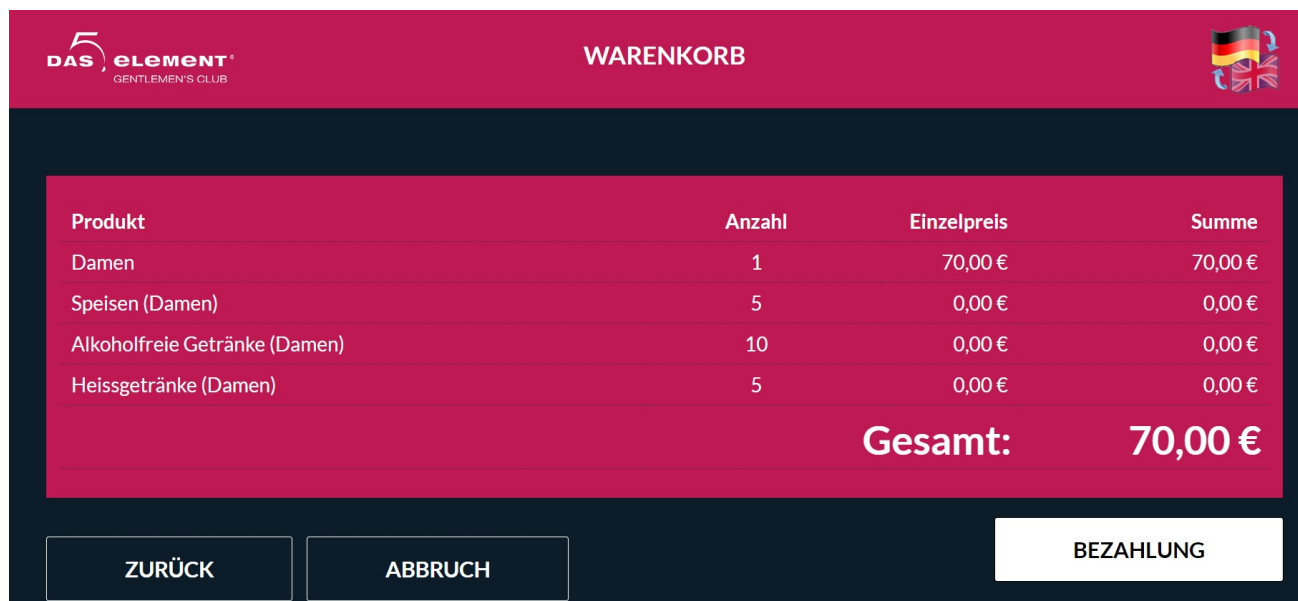 DAS 5 ELEMENT
GENTLEMEN'S CLUB
WARENKORB
Produkt Anzahl Einzelpreis Summe
Damen 1 70,00 € 70,00 €
Speisen (Damen) 5 0,00 € 0,00 €
Alkoholfreie Getränke (Damen) 10 0,00 € 0,00 €
Heissgetränke (Damen) 5 0,00 € 0,00 €
Gesamt: 70,00 €
ZURÜCK ABBRUCH BEZAHLUNG